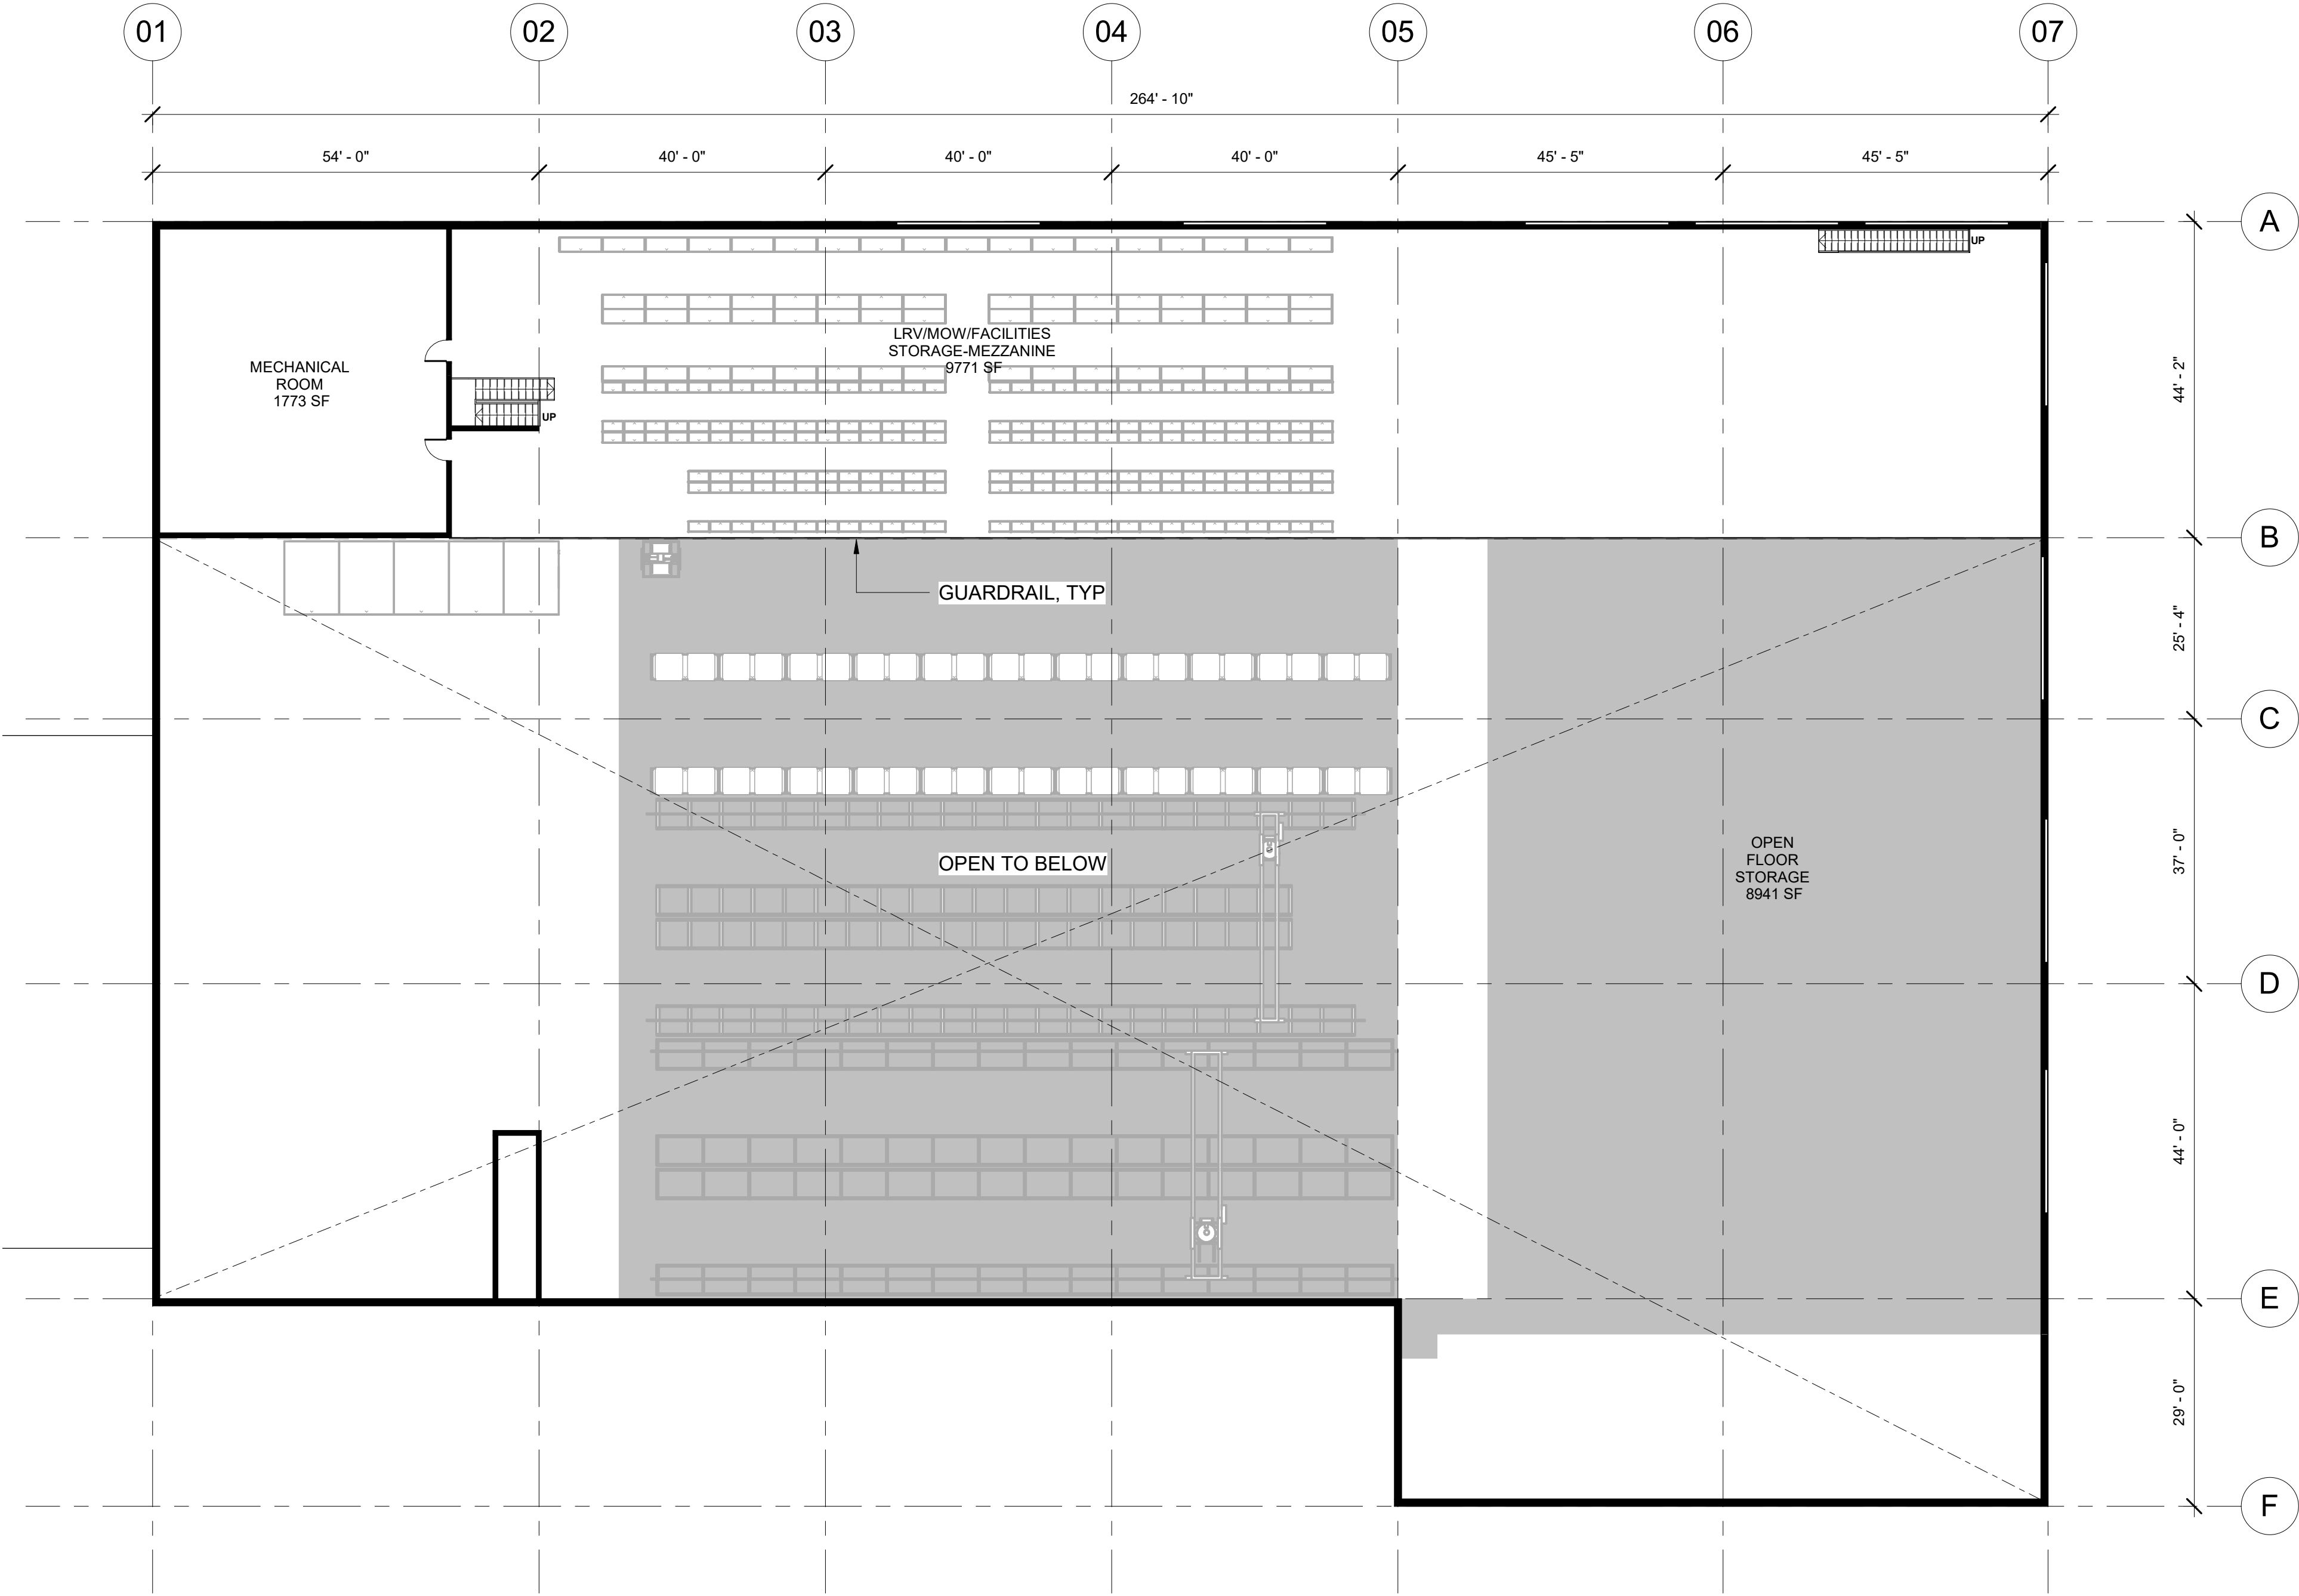 01
02
03
04
05
06
07
264' - 10"
54' - 0"
40' - 0"
40' - 0"
40' - 0"
45' - 5"
45' - 5"
A
UP
LRV/MOW/FACILITIES
STORAGE-MEZZANINE
9771 SF
MECHANICAL
ROOM
1773 SF
44' - 2"
UP
B
GUARDRAIL, TYP
25' - 4"
C
OPEN TO BELOW
OPEN
FLOOR
STORAGE
8941 SF
37' - 0"
D
44' - 0"
E
29' - 0"
F